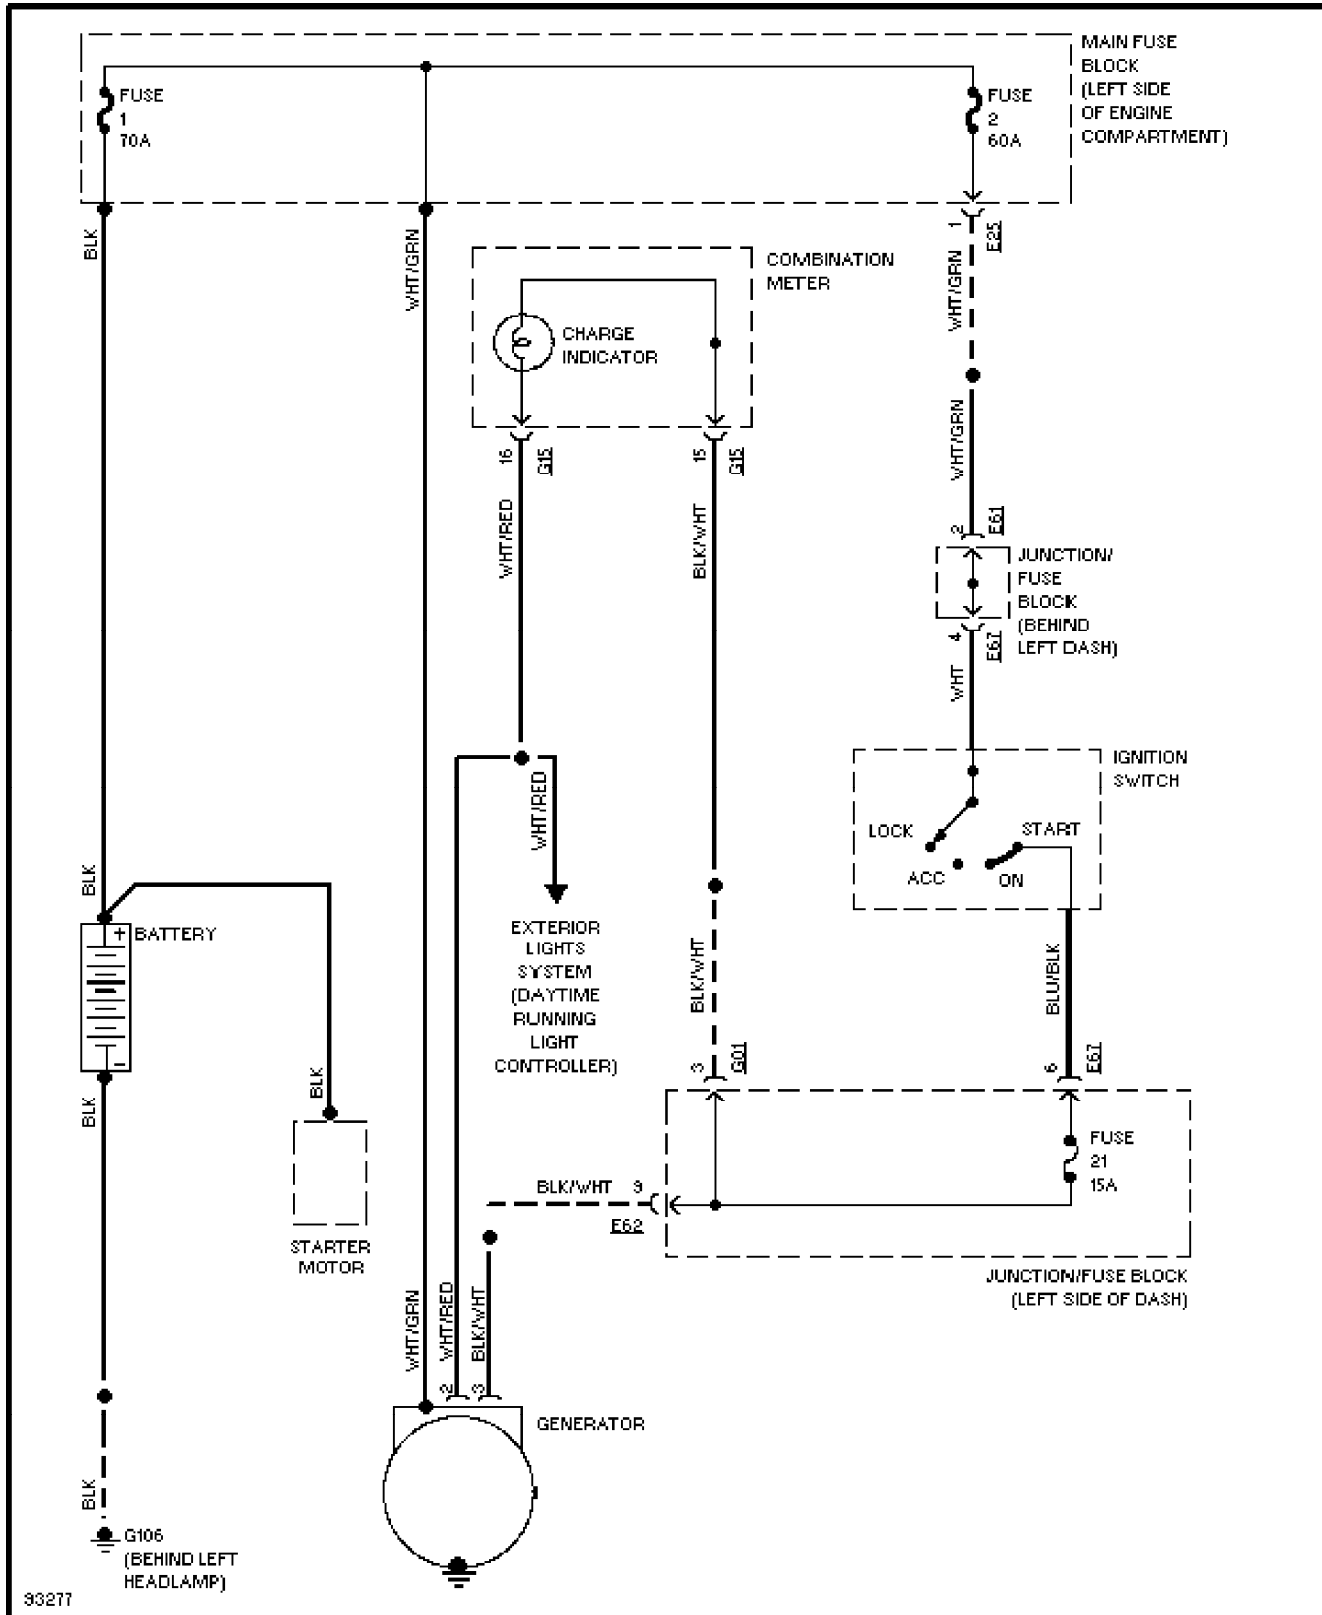 MAIN FUSE
BLOCK
(LEFT SIDE
OF ENGINE
COMPARTMENT)
FUSE
1
70A
FUSE
2
60A
BLK
WHT/GRN
1
E25
WHT/GRN
COMBINATION
METER
CHARGE
INDICATOR
16
G15
15
G15
WHT/GRN
WHT/RED
BLK/WHT
2
E61
JUNCTION/
FUSE
BLOCK
(BEHIND
LEFT DASH)
4
E67
WHT
IGNITION
SWITCH
LOCK
START
ACC
ON
WHT/RED
BLK
BATTERY
+
-
EXTERIOR
LIGHTS
SYSTEM
(DAYTIME
RUNNING
LIGHT
CONTROLLER)
BLK/WHT
BLU/BLK
3
G01
6
E67
BLK
BLK
FUSE
21
15A
BLK/WHT 9
E62
STARTER
MOTOR
JUNCTION/FUSE BLOCK
(LEFT SIDE OF DASH)
WHT/GRN
WHT/RED
BLK/WHT
2
3
GENERATOR
BLK
G106
(BEHIND LEFT
HEADLAMP)
93277